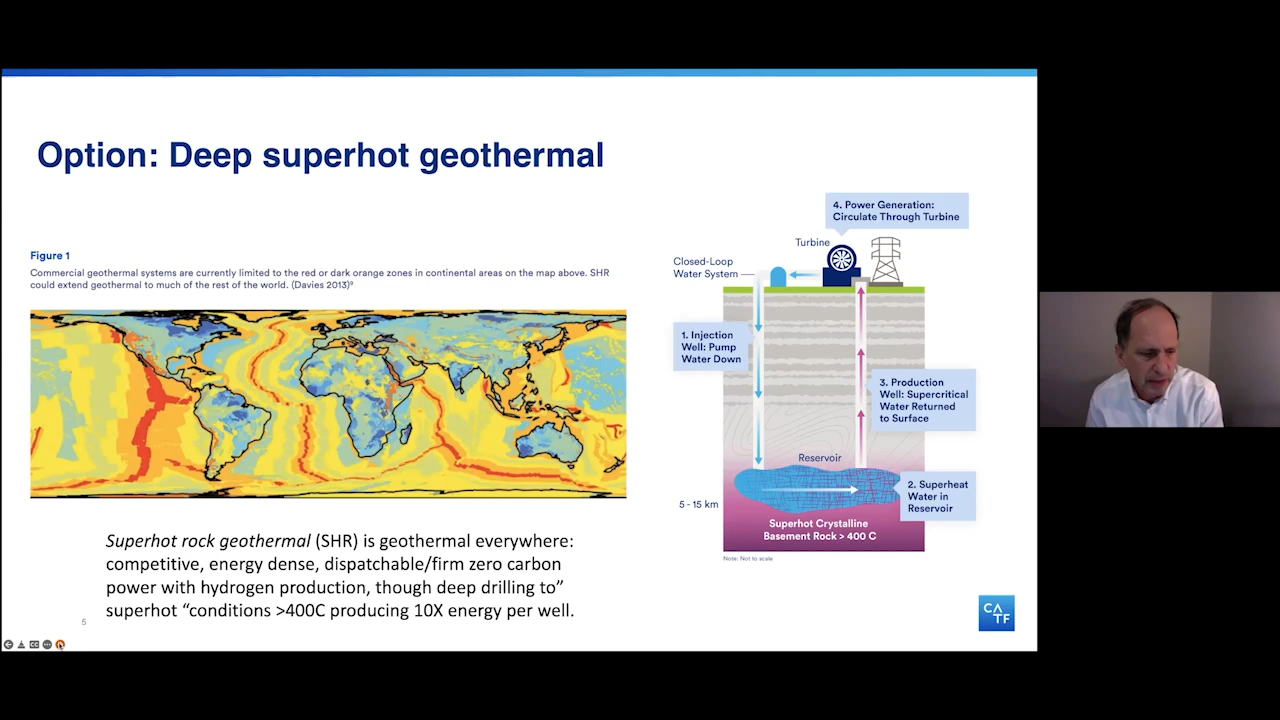 Option: Deep superhot geothermal
Figure 1
Commercial geothermal systems are currently limited to the red or dark orange zones in continental areas on the map above. SHR
could extend geothermal to much of the rest of the world. (Davies 2013)⁹
Superhot rock geothermal (SHR) is geothermal everywhere:
competitive, energy dense, dispatchable/firm zero carbon
power with hydrogen production, though deep drilling to”
superhot “conditions >400C producing 10X energy per well.
5
CC
4. Power Generation:
Circulate Through Turbine
Turbine
Closed-Loop
Water System
1. Injection
Well: Pump
Water Down
3. Production
Well: Supercritical
Water Returned
to Surface
Reservoir
2. Superheat
Water in
Reservoir
5 - 15 km
Superhot Crystalline
Basement Rock > 400 C
Note: Not to scale
CA
TF